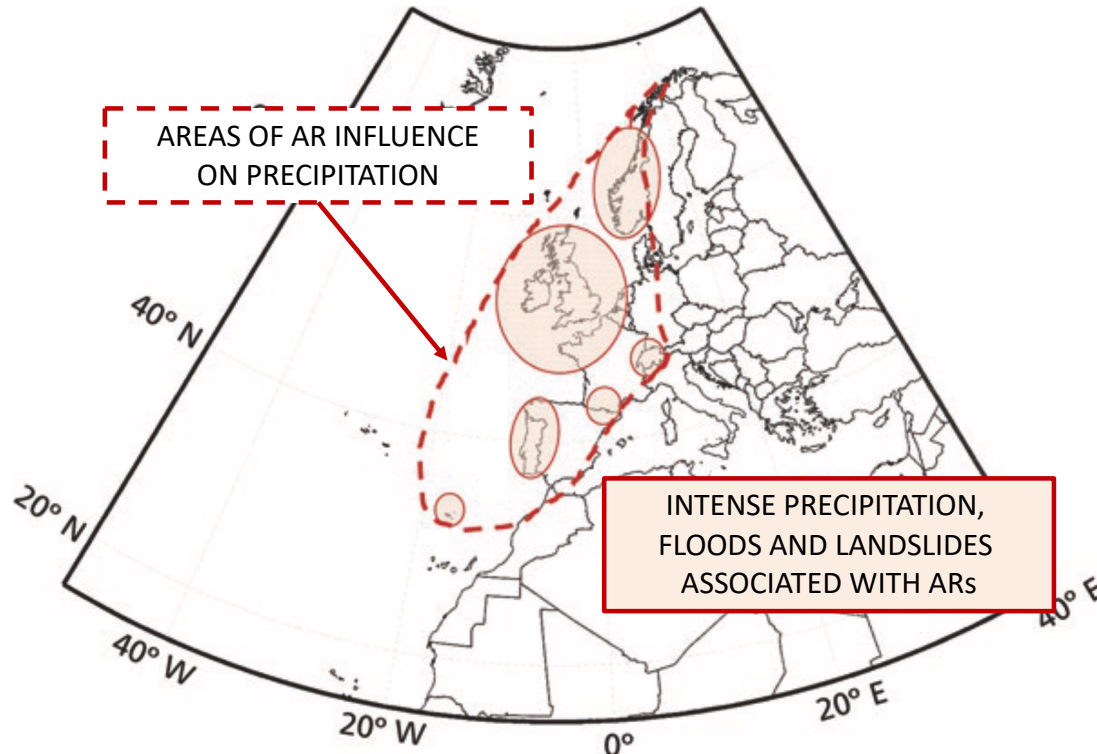 AREAS OF AR INFLUENCE
ON PRECIPITATION
40° N
20° N
INTENSE PRECIPITATION,
FLOODS AND LANDSLIDES
ASSOCIATED WITH ARs
40° W
20° W
0°
20° E
40° E